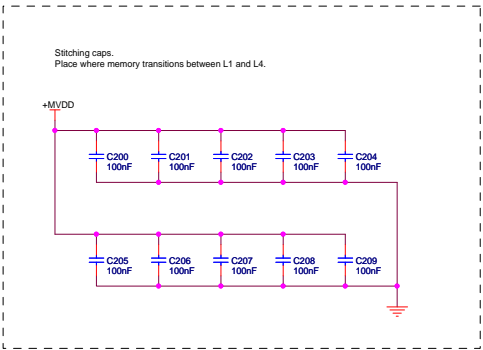 Stitching caps.
Place where memory transitions between L1 and L4.
+MVDD
C200 C201 C202 C203 C204
100nF 100nF 100nF 100nF 100nF
C205 C206 C207 C208 C209
100nF 100nF 100nF 100nF 100nF